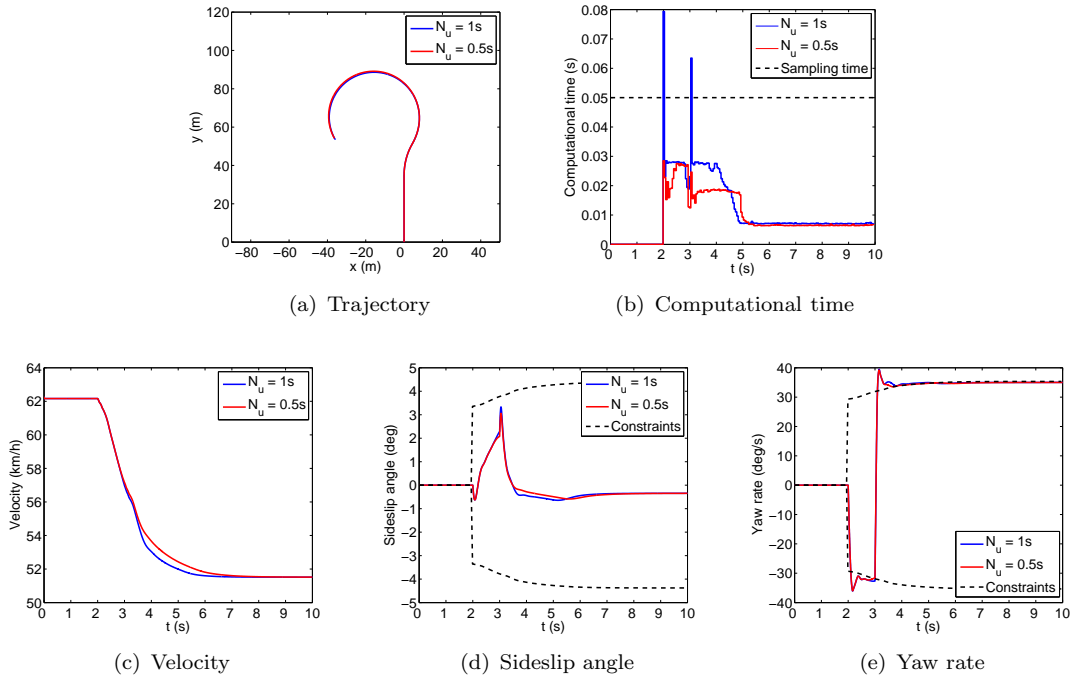 120
100
80
60
40
20
0
−80 −60 −40 −20 0 20 40
x (m)
y (m)
N_u = 1s
N_u = 0.5s
(a) Trajectory
0.08
0.07
0.06
0.05
0.04
0.03
0.02
0.01
0
0 1 2 3 4 5 6 7 8 9 10
t (s)
Computational time (s)
N_u = 1s
N_u = 0.5s
Sampling time
(b) Computational time
64
62
60
58
56
54
52
50
0 1 2 3 4 5 6 7 8 9 10
t (s)
Velocity (km/h)
N_u = 1s
N_u = 0.5s
(c) Velocity
5
4
3
2
1
0
−1
−2
−3
−4
−5
0 1 2 3 4 5 6 7 8 9 10
t (s)
Sideslip angle (deg)
N_u = 1s
N_u = 0.5s
Constraints
(d) Sideslip angle
40
30
20
10
0
−10
−20
−30
−40
0 1 2 3 4 5 6 7 8 9 10
t (s)
Yaw rate (deg/s)
N_u = 1s
N_u = 0.5s
Constraints
(e) Yaw rate